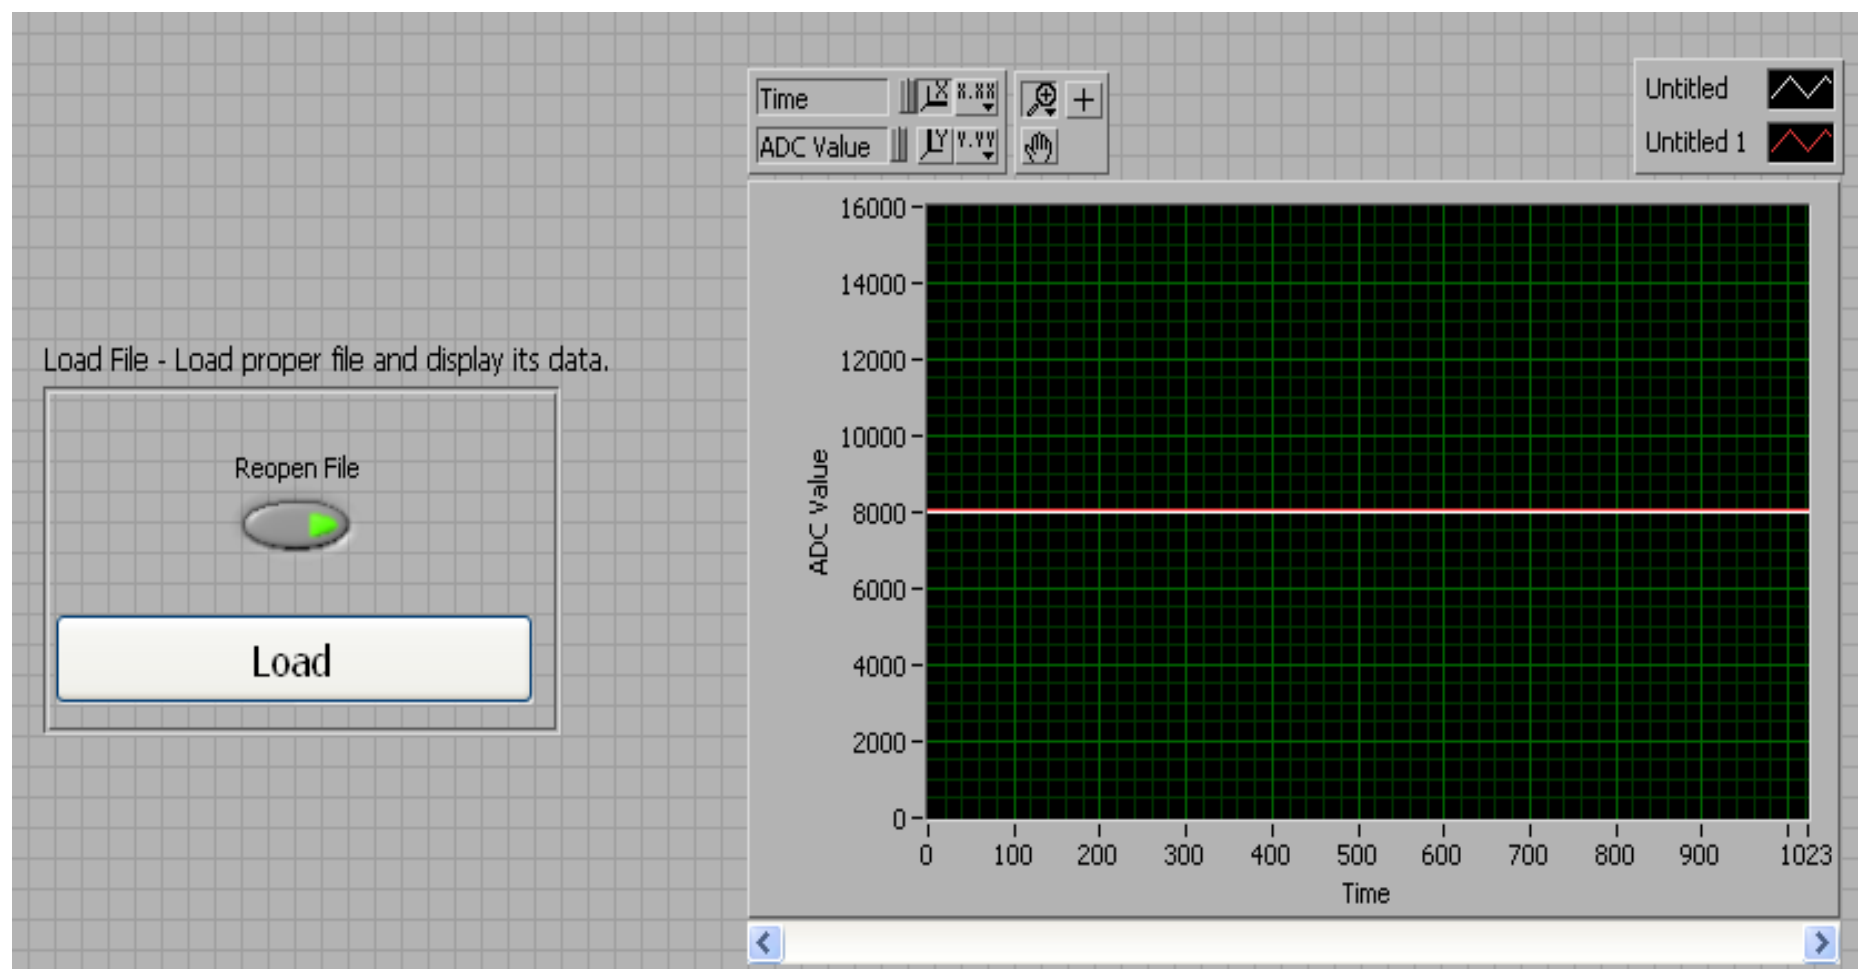 Time
X
X.XX
ADC Value
Y
Y.YY
Untitled
Untitled 1
Load File - Load proper file and display its data.
Reopen File
Load
ADC Value
16000
14000
12000
10000
8000
6000
4000
2000
0
0 100 200 300 400 500 600 700 800 900 1023
Time